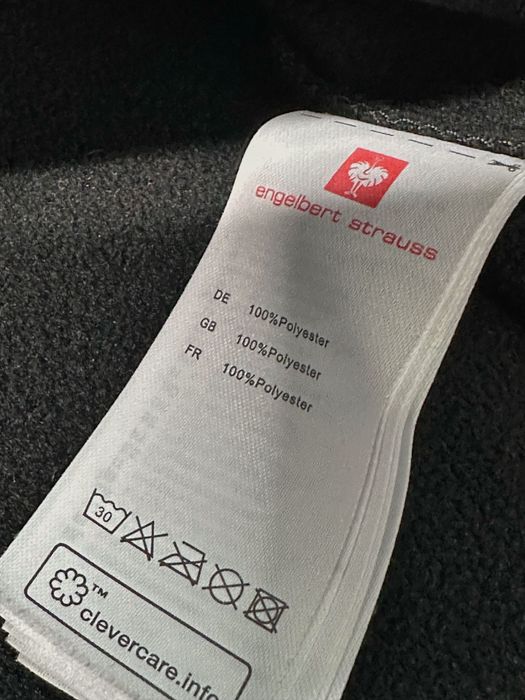 engelbert strauss
DE 100%Polyester
GB 100%Polyester
FR 100%Polyester
30
™
clevercare.info